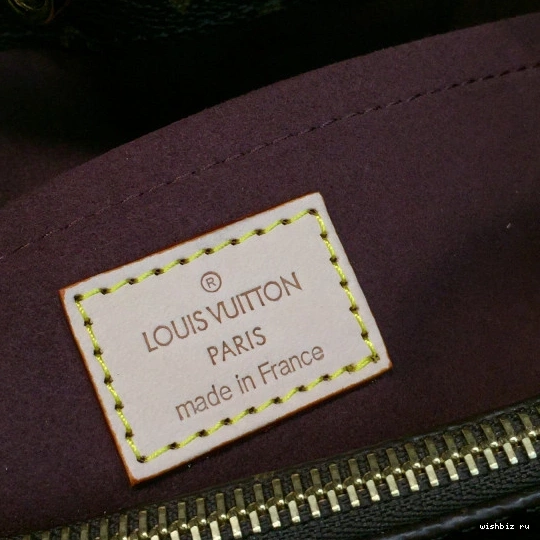 ®
LOUIS VUITTON
PARIS
made in France
wishbiz ru